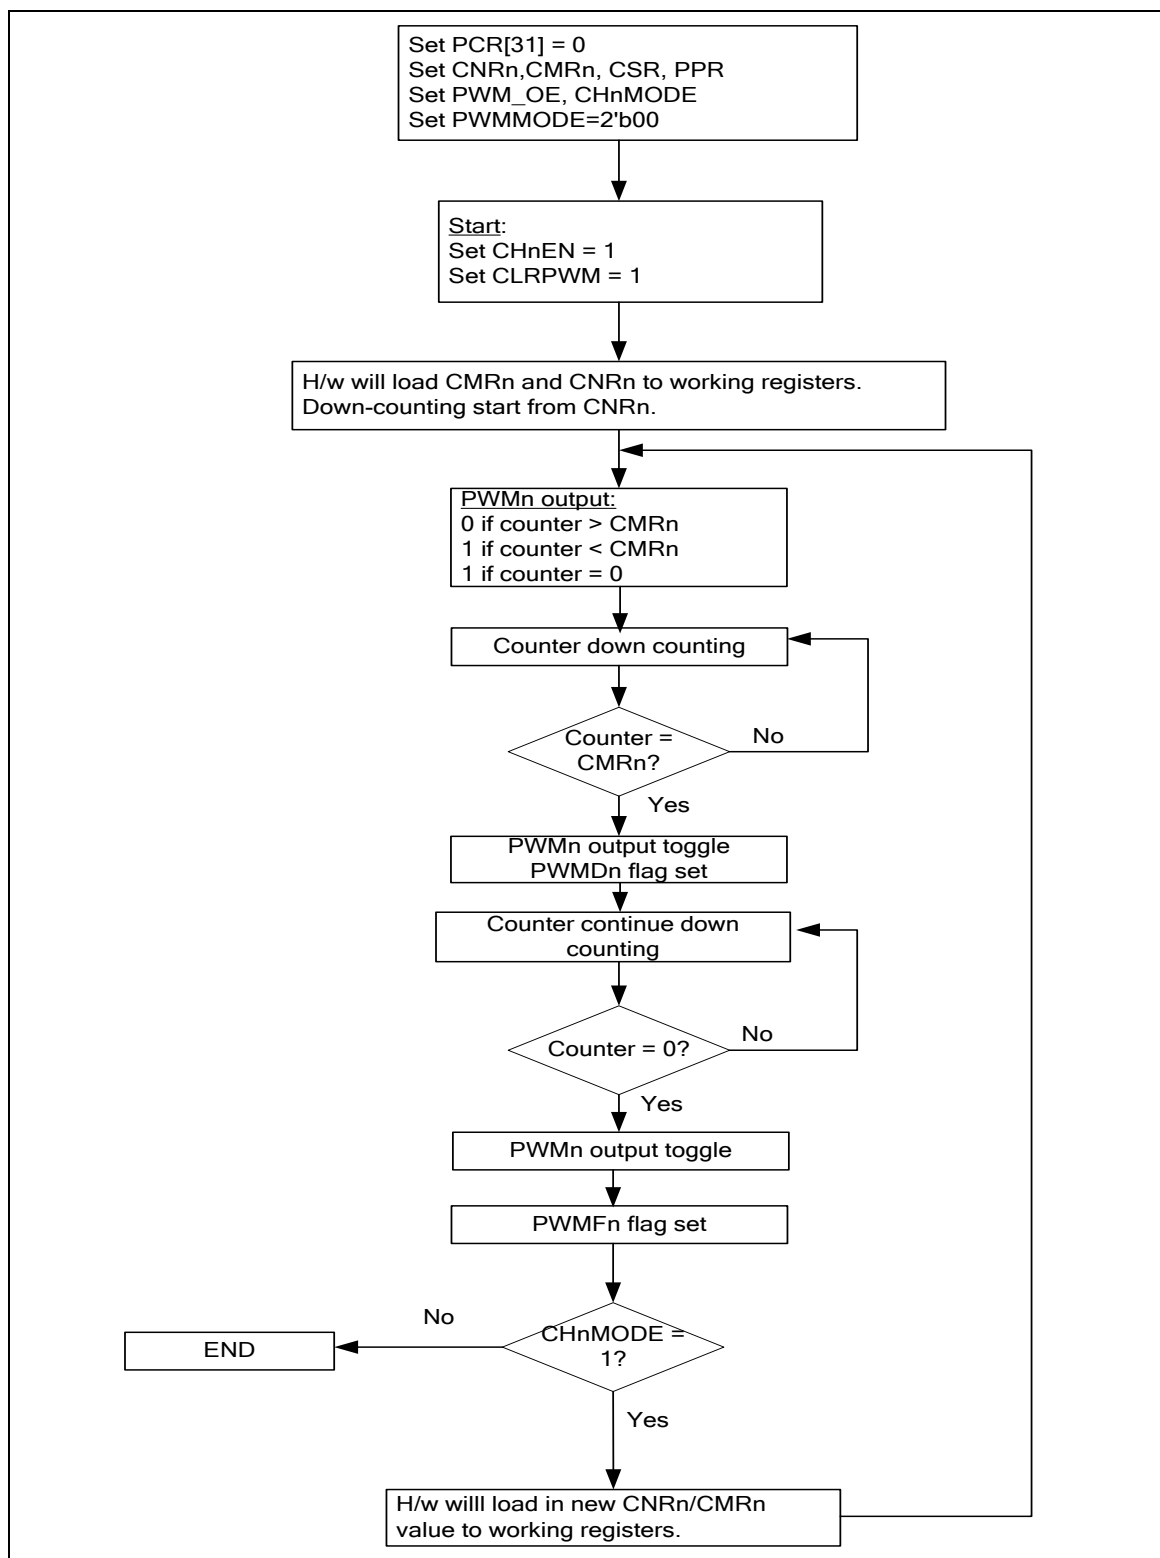 Set PCR[31] = 0
Set CNRn,CMRn, CSR, PPR
Set PWM_OE, CHnMODE
Set PWMMODE=2'b00
Start:
Set CHnEN = 1
Set CLRPWM = 1
H/w will load CMRn and CNRn to working registers.
Down-counting start from CNRn.
PWMn output:
0 if counter > CMRn
1 if counter < CMRn
1 if counter = 0
Counter down counting
Counter =
CMRn?
No
Yes
PWMn output toggle
PWMDn flag set
Counter continue down
counting
Counter = 0?
No
Yes
PWMn output toggle
PWMFn flag set
CHnMODE =
1?
No
END
Yes
H/w willl load in new CNRn/CMRn
value to working registers.